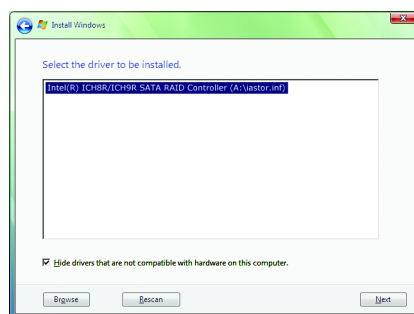 Install Windows
Select the driver to be installed.
Intel(R) ICH8R/ICH9R SATA RAID Controller (A:\iastor.inf)
Hide drivers that are not compatible with hardware on this computer.
Browse
Rescan
Next